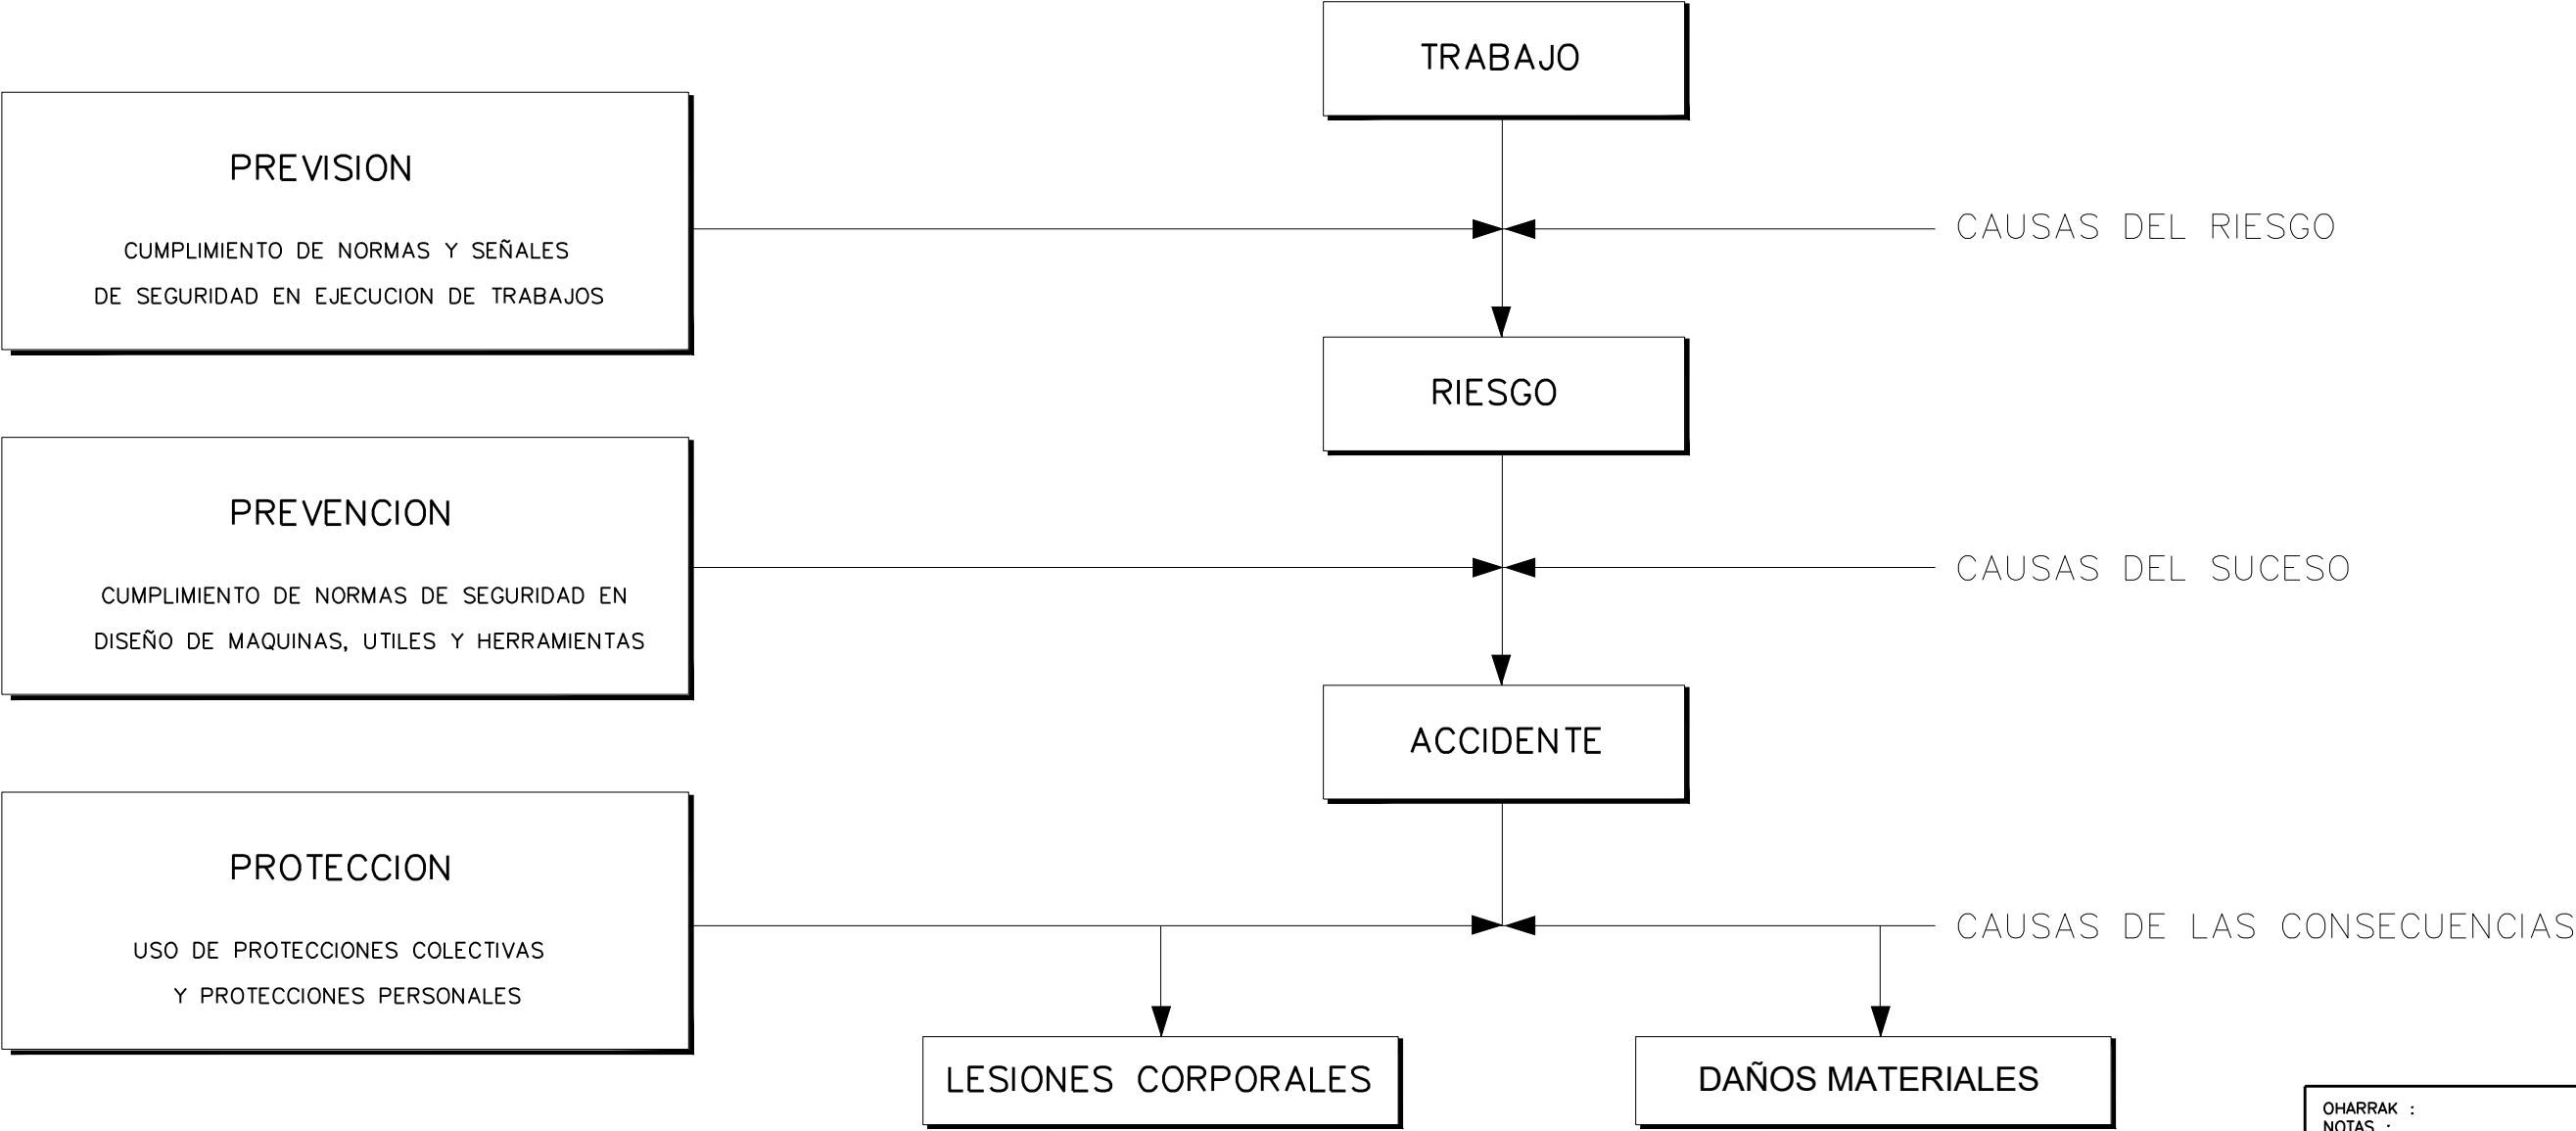 TRABAJO
PREVISION
CUMPLIMIENTO DE NORMAS Y SEÑALES
DE SEGURIDAD EN EJECUCION DE TRABAJOS
CAUSAS DEL RIESGO
RIESGO
PREVENCION
CUMPLIMIENTO DE NORMAS DE SEGURIDAD EN
DISEÑO DE MAQUINAS, UTILES Y HERRAMIENTAS
CAUSAS DEL SUCESO
ACCIDENTE
PROTECCION
USO DE PROTECCIONES COLECTIVAS
Y PROTECCIONES PERSONALES
CAUSAS DE LAS CONSECUENCIAS
LESIONES CORPORALES
DAÑOS MATERIALES
OHARRAK :
NOTAS :